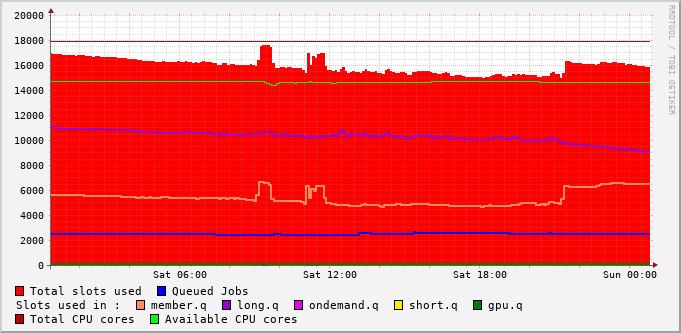 20000
18000
16000
14000
12000
10000
8000
6000
4000
2000
0
Sat 06:00 Sat 12:00 Sat 18:00 Sun 00:00
Total slots used Queued Jobs
Slots used in : member.q long.q ondemand.q short.q gpu.q
Total CPU cores Available CPU cores
RRDTOOL / TOBI OETIKER